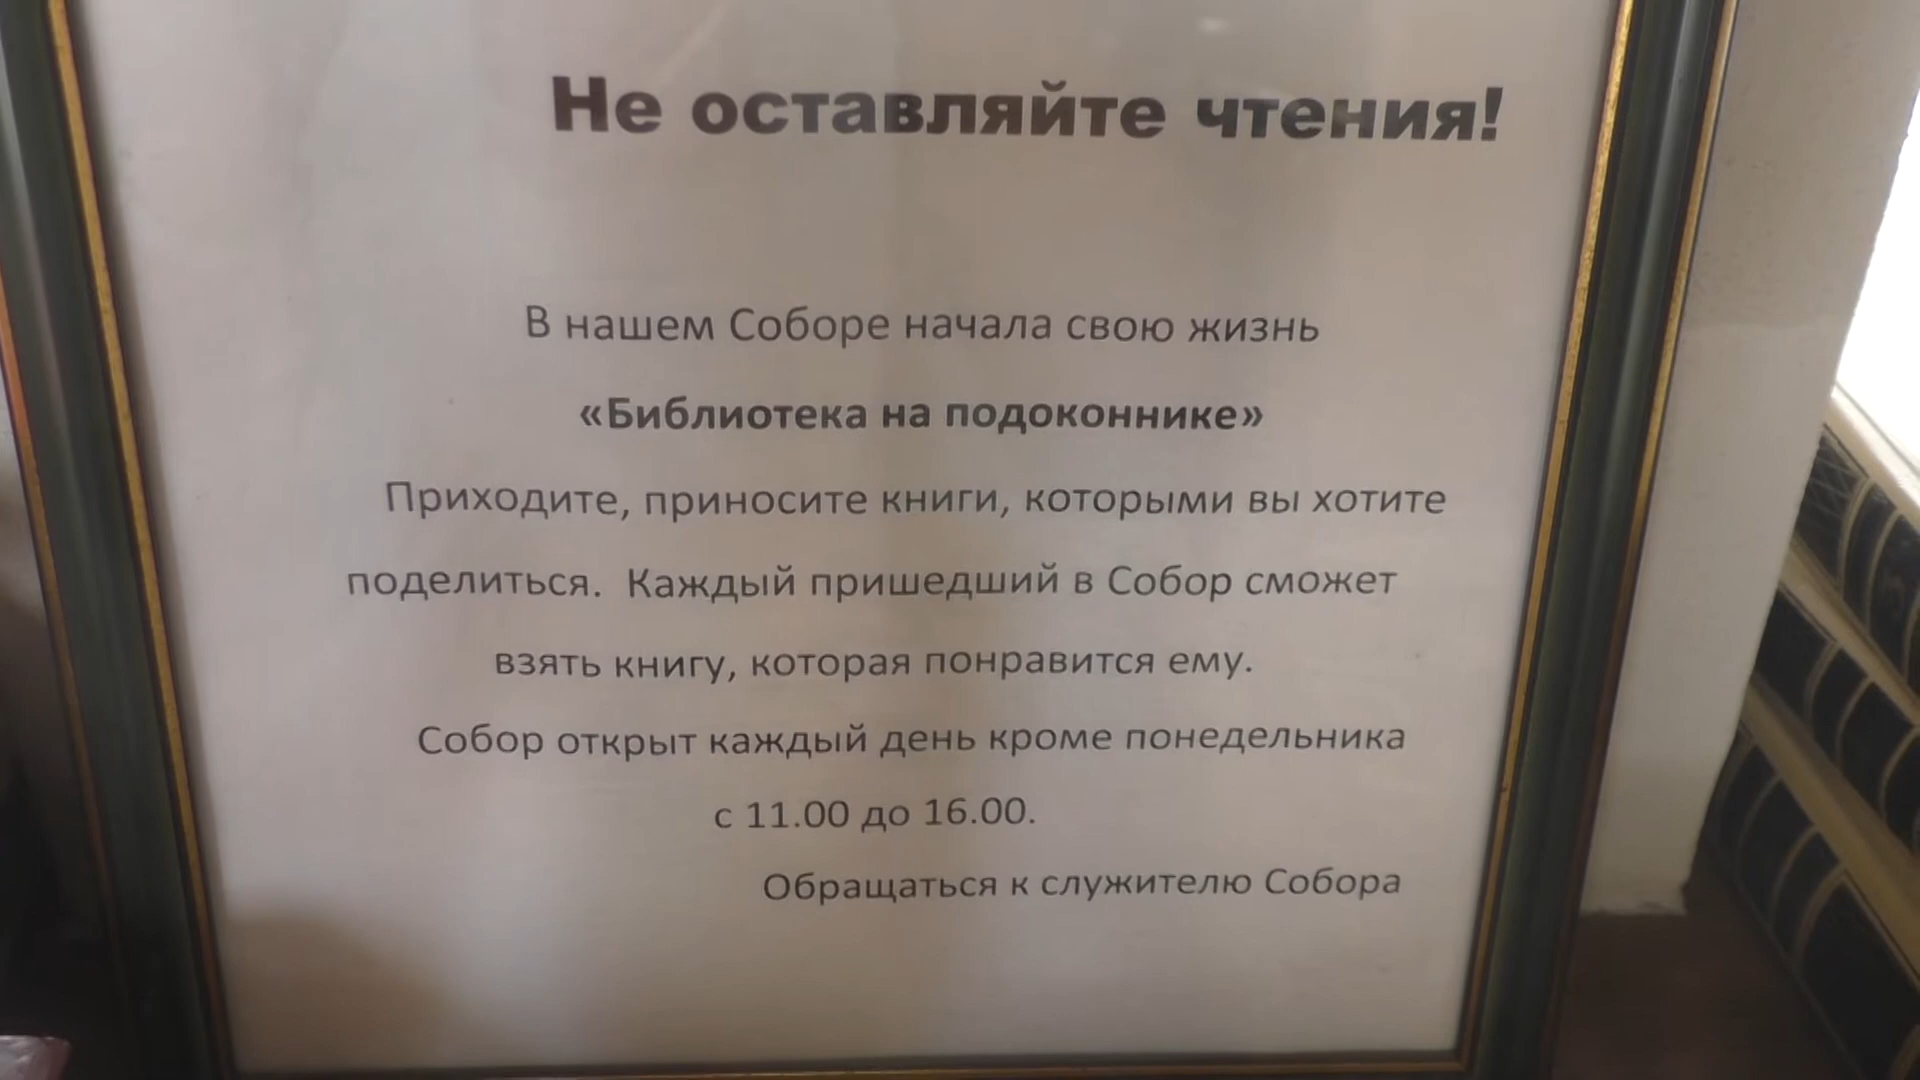 Не оставляйте чтения!
В нашем Соборе начала свою жизнь
«Библиотека на подоконнике»
Приходите, приносите книги, которыми вы хотите
поделиться. Каждый пришедший в Собор сможет
взять книгу, которая понравится ему.
Собор открыт каждый день кроме понедельника
с 11.00 до 16.00.
Обращаться к служителю Собора